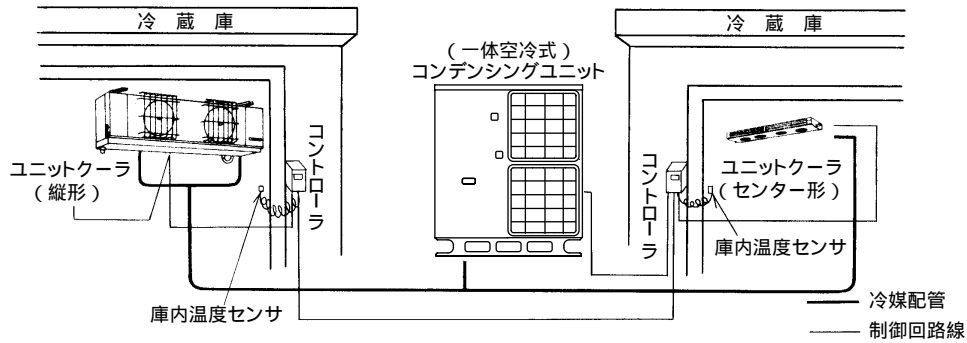 冷蔵庫
冷蔵庫
(一体空冷式)
コンデンシングユニット
コントローラ
ユニットクーラ
(縦形)
コントローラ
ユニットクーラ
(センター形)
庫内温度センサ
庫内温度センサ
冷媒配管
制御回路線